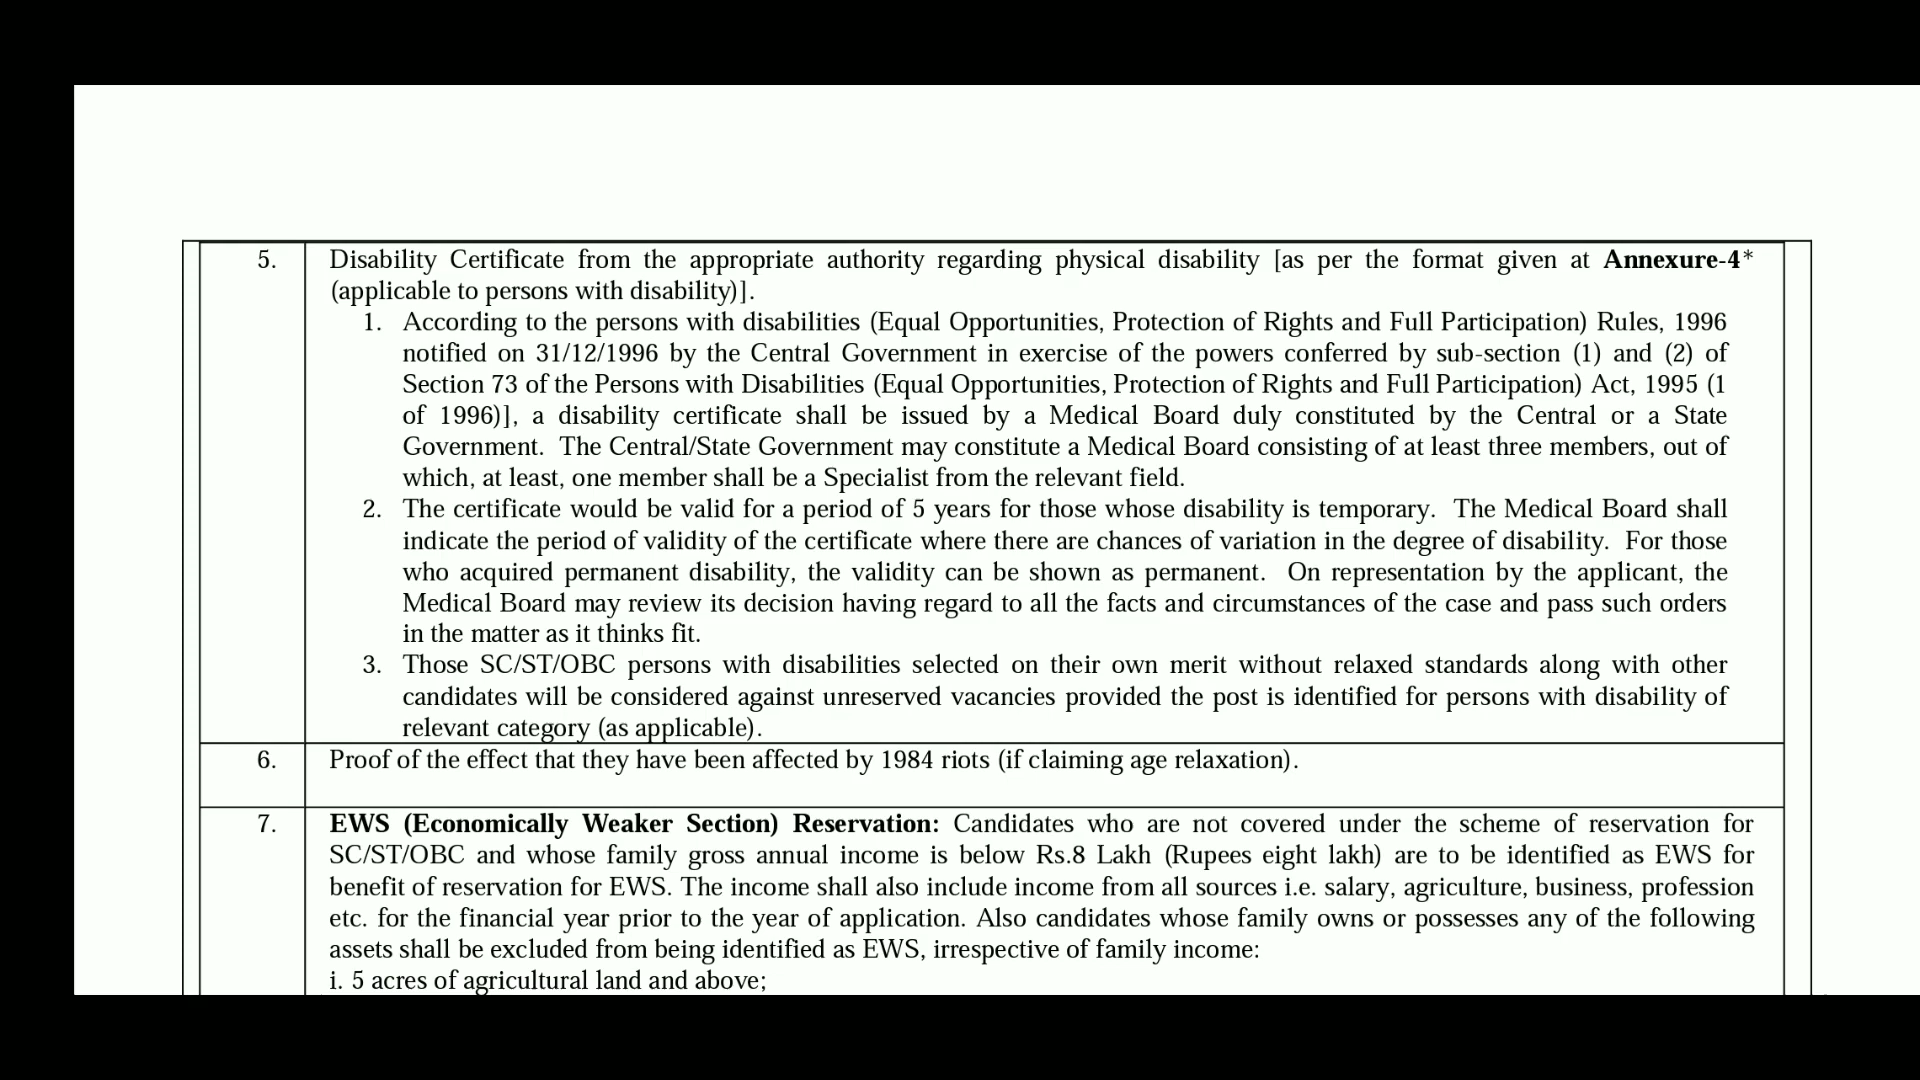 5. Disability Certificate from the appropriate authority regarding physical disability [as per the format given at Annexure-4*
(applicable to persons with disability)].
1. According to the persons with disabilities (Equal Opportunities, Protection of Rights and Full Participation) Rules, 1996
notified on 31/12/1996 by the Central Government in exercise of the powers conferred by sub-section (1) and (2) of
Section 73 of the Persons with Disabilities (Equal Opportunities, Protection of Rights and Full Participation) Act, 1995 (1
of 1996)], a disability certificate shall be issued by a Medical Board duly constituted by the Central or a State
Government. The Central/State Government may constitute a Medical Board consisting of at least three members, out of
which, at least, one member shall be a Specialist from the relevant field.
2. The certificate would be valid for a period of 5 years for those whose disability is temporary. The Medical Board shall
indicate the period of validity of the certificate where there are chances of variation in the degree of disability. For those
who acquired permanent disability, the validity can be shown as permanent. On representation by the applicant, the
Medical Board may review its decision having regard to all the facts and circumstances of the case and pass such orders
in the matter as it thinks fit.
3. Those SC/ST/OBC persons with disabilities selected on their own merit without relaxed standards along with other
candidates will be considered against unreserved vacancies provided the post is identified for persons with disability of
relevant category (as applicable).
6. Proof of the effect that they have been affected by 1984 riots (if claiming age relaxation).
7. EWS (Economically Weaker Section) Reservation: Candidates who are not covered under the scheme of reservation for
SC/ST/OBC and whose family gross annual income is below Rs.8 Lakh (Rupees eight lakh) are to be identified as EWS for
benefit of reservation for EWS. The income shall also include income from all sources i.e. salary, agriculture, business, profession
etc. for the financial year prior to the year of application. Also candidates whose family owns or possesses any of the following
assets shall be excluded from being identified as EWS, irrespective of family income:
i. 5 acres of agricultural land and above;